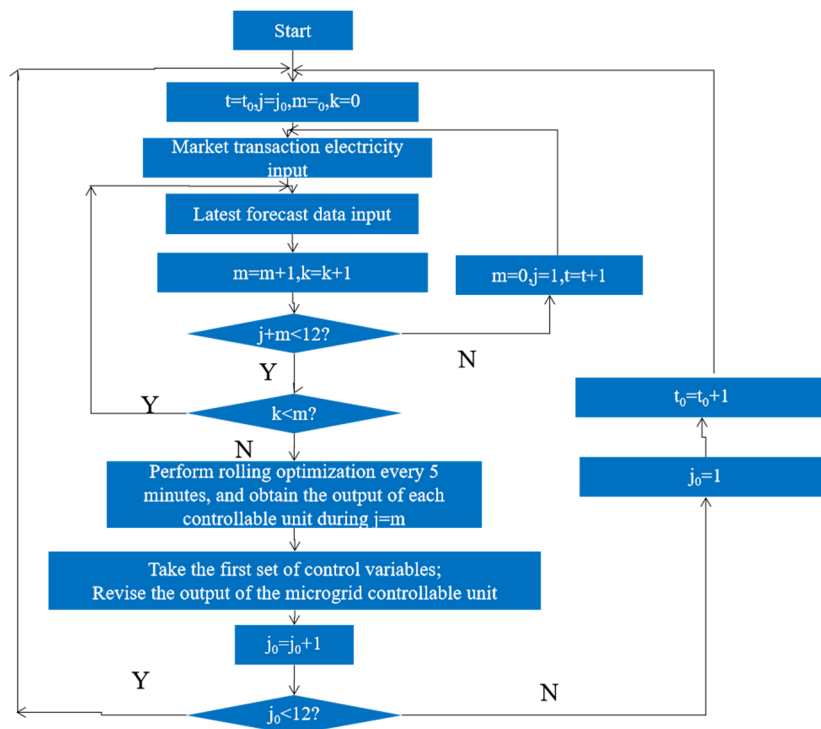 Start
t=t₀,j=j₀,m=₀,k=0
Market transaction electricity
input
Latest forecast data input
m=m+1,k=k+1
m=0,j=1,t=t+1
j+m<12?
N
Y
t₀=t₀+1
Y
k<m?
N
Perform rolling optimization every 5
minutes, and obtain the output of each
controllable unit during j=m
j₀=1
Take the first set of control variables;
Revise the output of the microgrid controllable unit
j₀=j₀+1
Y
N
j₀<12?